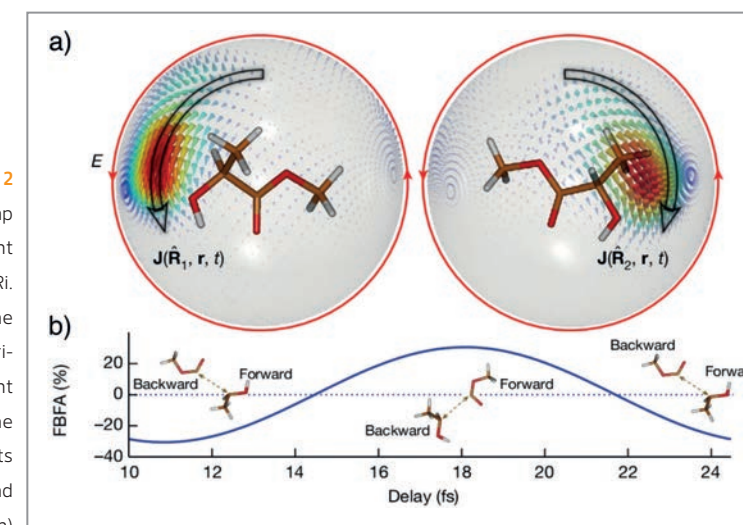 2
a)
E
J(R̂₁, r, t)
J(R̂₂, r, t)
b)
FBFA (%)
20
0
−20
−40
Backward
Forward
Backward
Forward
Backward
10 12 14 16 18 20 22 24
Delay (fs)